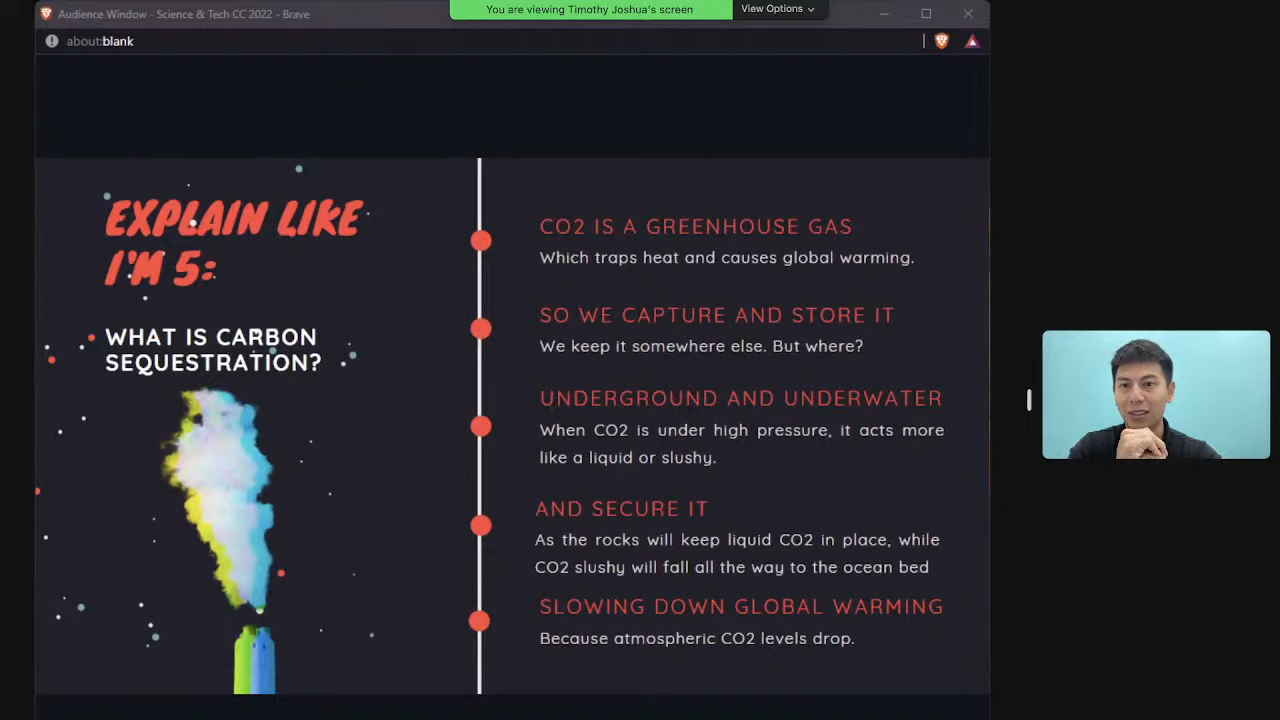 Audience Window - Science & Tech CC 2022 - Brave
You are viewing Timothy Joshua's screen
View Options
about:blank
EXPLAIN LIKE
I'M 5:
WHAT IS CARBON
SEQUESTRATION?
CO2 IS A GREENHOUSE GAS
Which traps heat and causes global warming.
SO WE CAPTURE AND STORE IT
We keep it somewhere else. But where?
UNDERGROUND AND UNDERWATER
When CO2 is under high pressure, it acts more
like a liquid or slushy.
AND SECURE IT
As the rocks will keep liquid CO2 in place, while
CO2 slushy will fall all the way to the ocean bed
SLOWING DOWN GLOBAL WARMING
Because atmospheric CO2 levels drop.